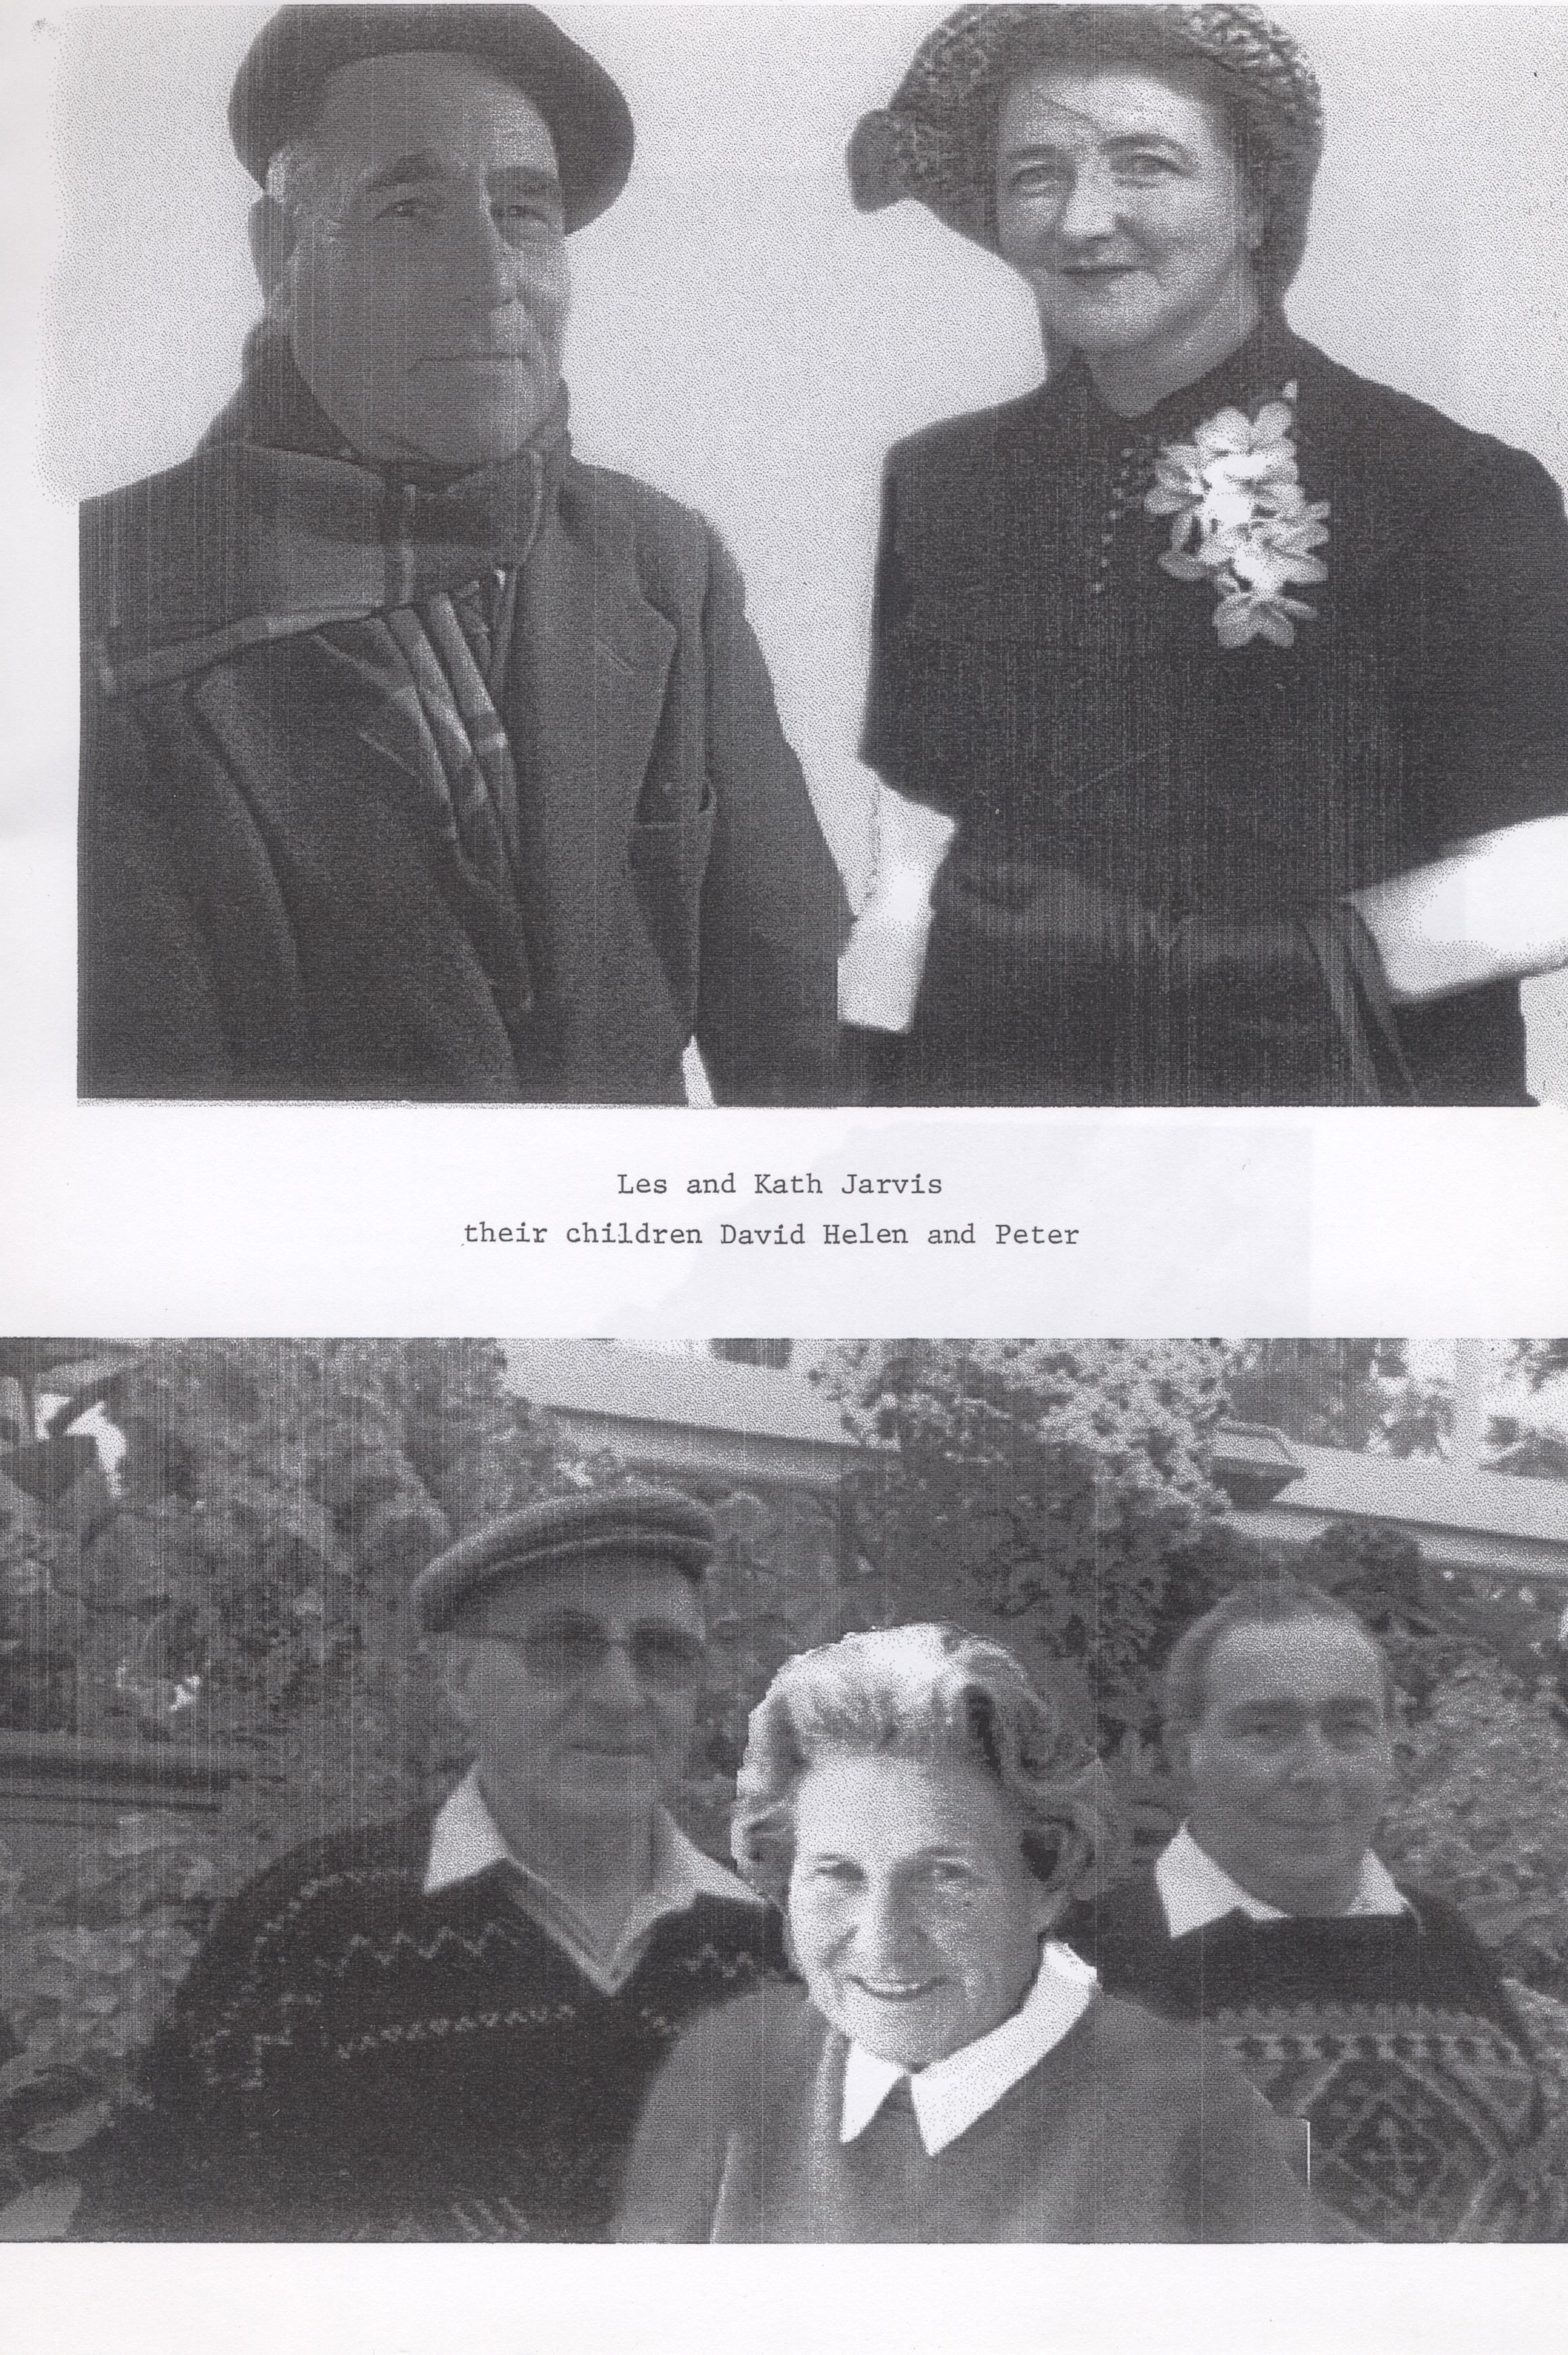 Les and Kath Jarvis
their children David Helen and Peter